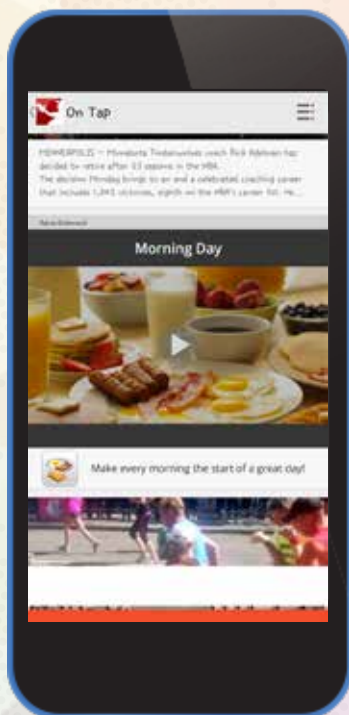 On Tap
MINNEAPOLIS — Minnesota Timberwolves coach Rick Adelman has
decided to retire after 23 seasons in the NBA.
The decision Monday brings to an end a celebrated coaching career
that includes 1,042 victories, eighth on the NBA's career list. He...
Advertisement
Morning Day
Make every morning the start of a great day!